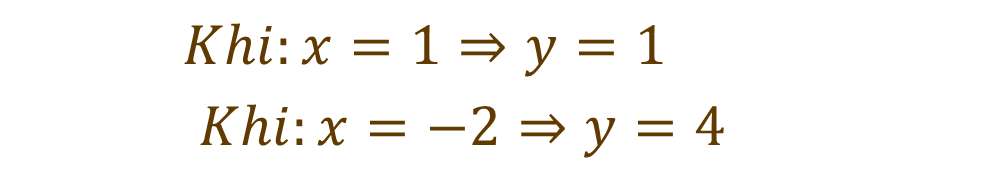 Khi: x = 1 ⇒ y = 1
Khi: x = −2 ⇒ y = 4